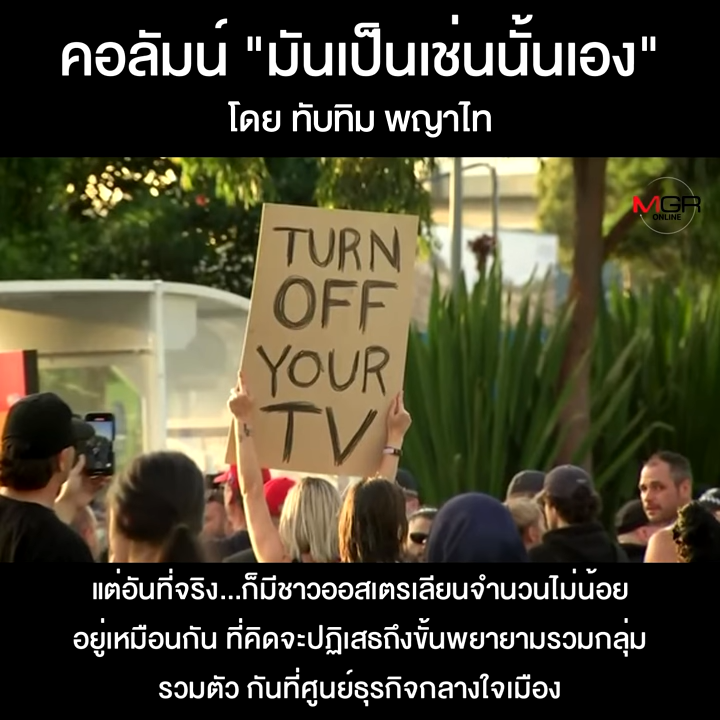 คอลัมน์ "มันเป็นเช่นนั้นเอง"
โดย ทับทิม พญาไท
MGR
ONLINE
TURN
OFF
YOUR
TV
แต่อันที่จริง...ก็มีชาวออสเตรเลียนจำนวนไม่น้อย
อยู่เหมือนกัน ที่คิดจะปฏิเสธถึงขั้นพยายามรวมกลุ่ม
รวมตัว กันที่ศูนย์ธุรกิจกลางใจเมือง